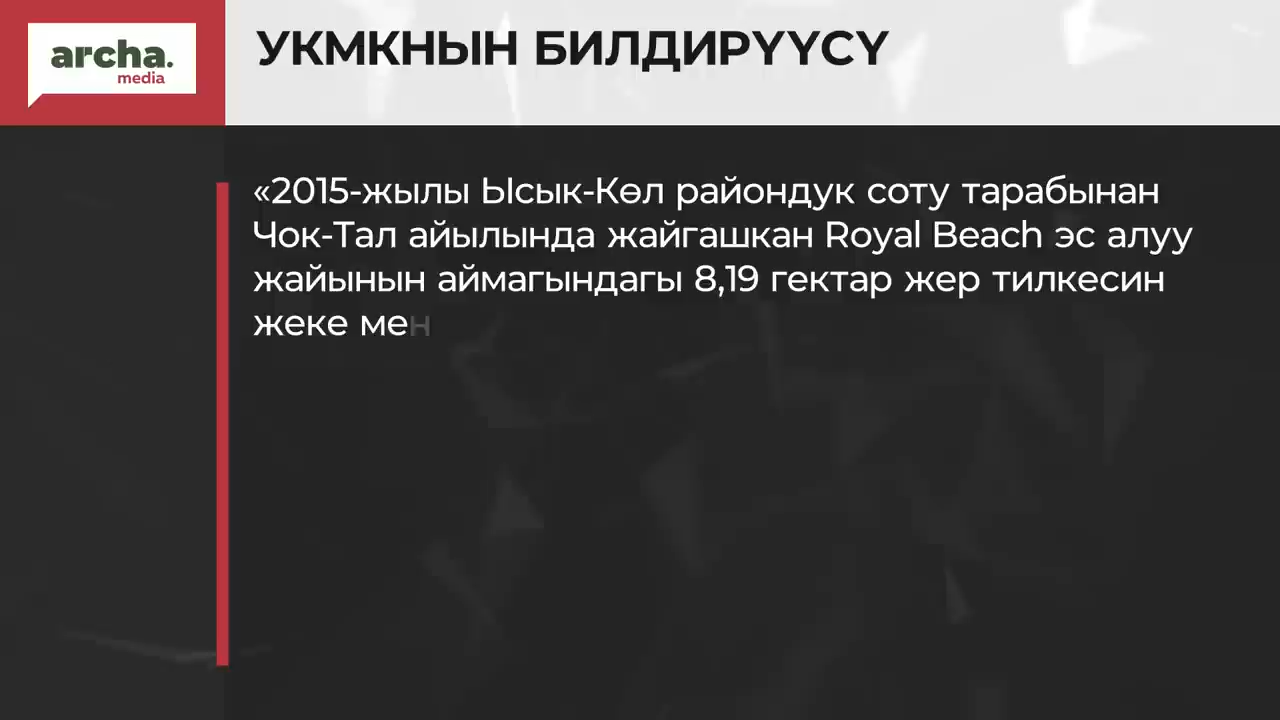 archa.
media
УКМКНЫН БИЛДИРҮҮСҮ
«2015-жылы Ысык-Көл райондук соту тарабынан
Чок-Тал айылында жайгашкан Royal Beach эс алуу
жайынын аймагындагы 8,19 гектар жер тилкесин
жеке мен